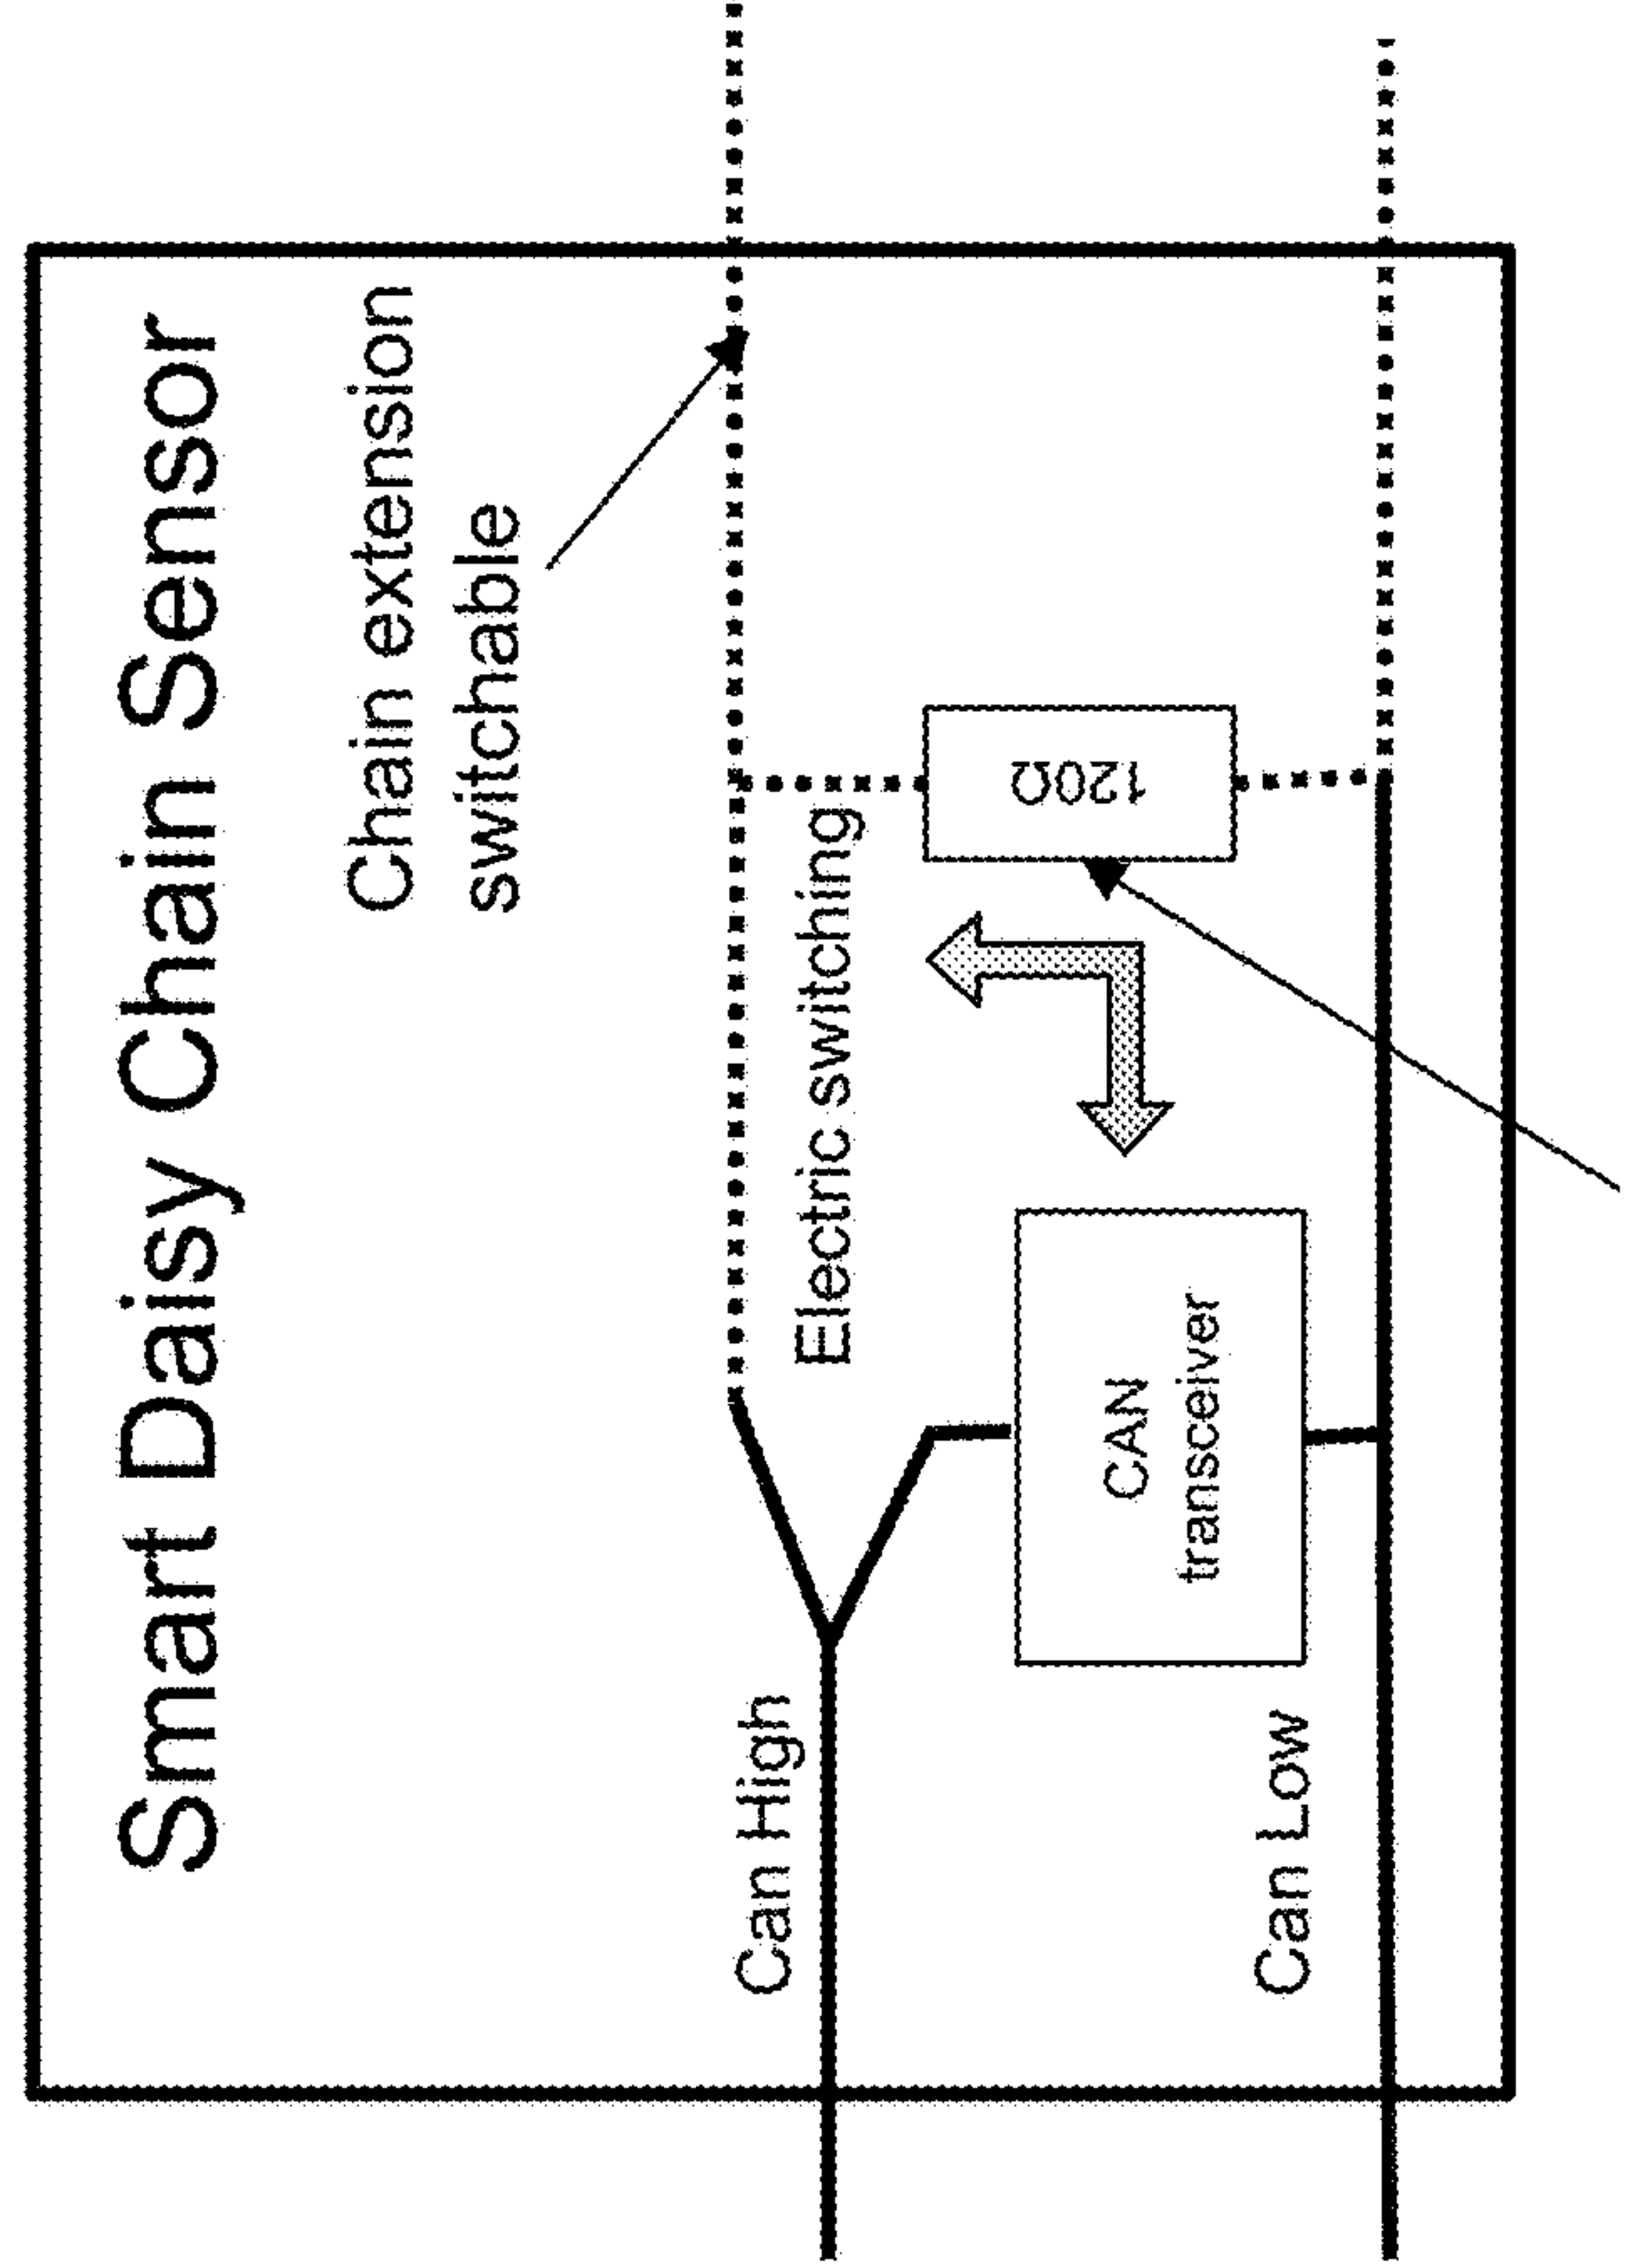 Smart Daisy Chain Sensor
Chain extension
switchable
Can High
Electric switching
120Ω
CAN
transceiver
Can Low